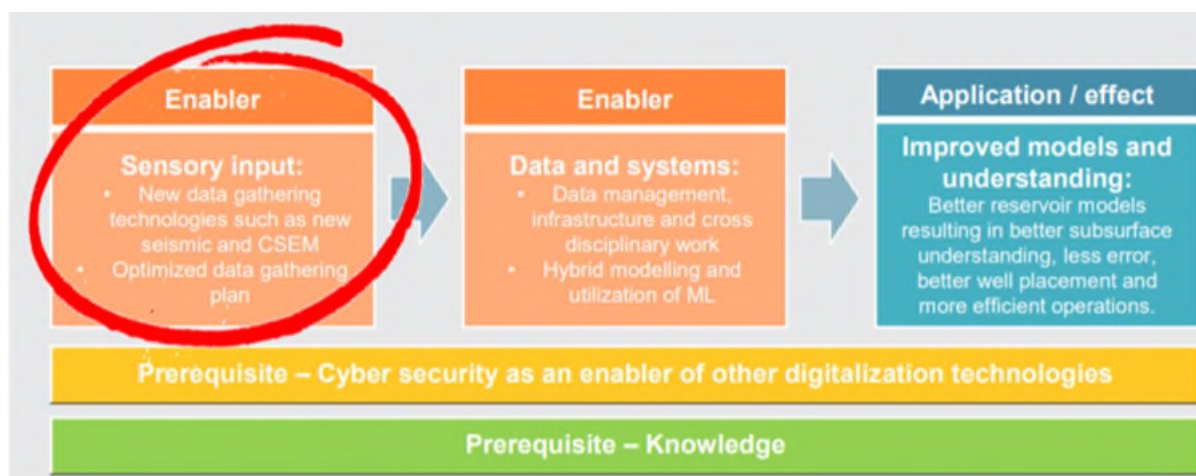 Enabler
Sensory input:
• New data gathering
technologies such as new
seismic and CSEM
• Optimized data gathering
plan
Enabler
Data and systems:
• Data management,
infrastructure and cross
disciplinary work
• Hybrid modelling and
utilization of ML
Application / effect
Improved models and
understanding:
Better reservoir models
resulting in better subsurface
understanding, less error,
better well placement and
more efficient operations.
Prerequisite – Cyber security as an enabler of other digitalization technologies
Prerequisite – Knowledge